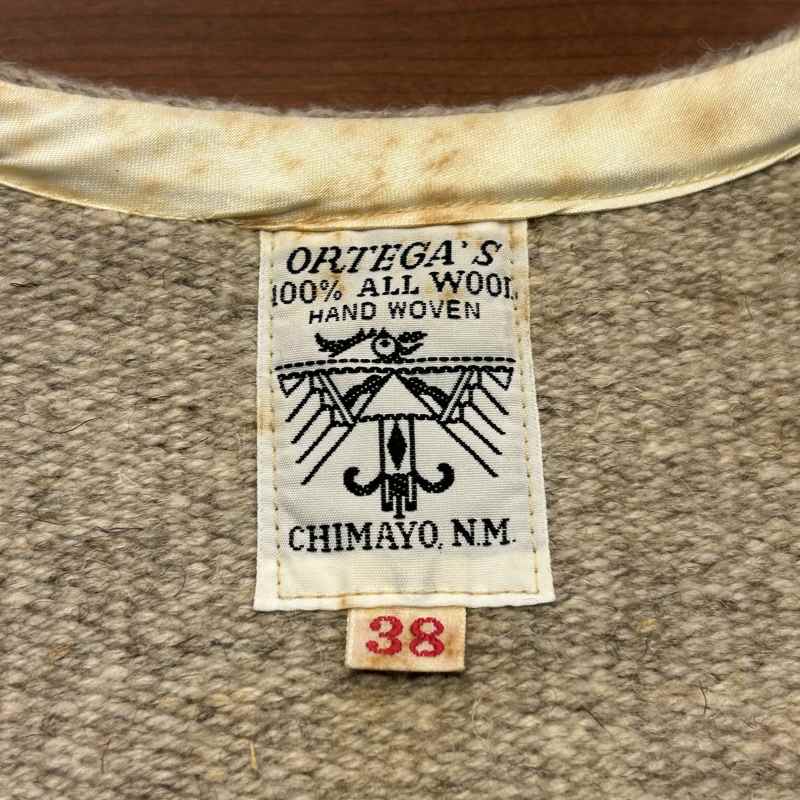 ORTEGA'S
100% ALL WOOL
HAND WOVEN
CHIMAYO, N.M.
38